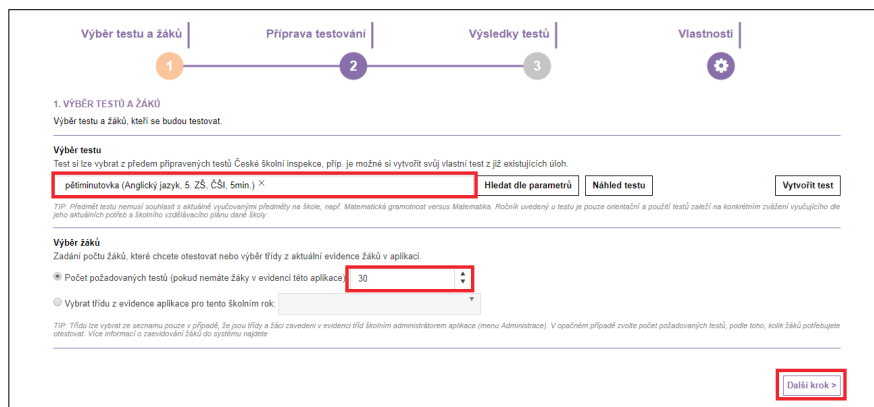 Výběr testu a žáků
Příprava testování
Výsledky testů
Vlastnosti
1
2
3
1. VÝBĚR TESTŮ A ŽÁKŮ
Výběr testu a žáků, kteří se budou testovat.
Výběr testu
Test si lze vybrat z předem připravených testů České školní inspekce, příp. je možné si vytvořit svůj vlastní test z již existujících úloh.
pětiminutovka (Anglický jazyk, 5. ZŠ, ČŠI, 5min.) ×
Hledat dle parametrů
Náhled testu
Vytvořit test
TIP: Předmět testu nemusí souhlasit s aktuálně vyučovanými předměty na škole, např. Matematická gramotnost versus Matematika. Ročník uvedený u testu je pouze orientační a použití testů zaleží na konkrétním zvážení vyučujícího dle
jeho aktuálních potřeb a školního vzdělávacího plánu dané školy
Výběr žáků
Zadání počtu žáků, které chcete otestovat nebo výběr třídy z aktuální evidence žáků v aplikaci.
Počet požadovaných testů (pokud nemáte žáky v evidenci této aplikace)
30
Vybrat třídu z evidence aplikace pro tento školním rok:
TIP: Třídu lze vybrat ze seznamu pouze v případě, že jsou třídy a žáci zavedeni v evidenci tříd školním administrátorem aplikace (menu Administrace). V opačném případě zvolte počet požadovaných testů, podle toho, kolik žáků potřebujete
otestovat. Více informací o zaevidování žáků do systému najdete
Další krok >